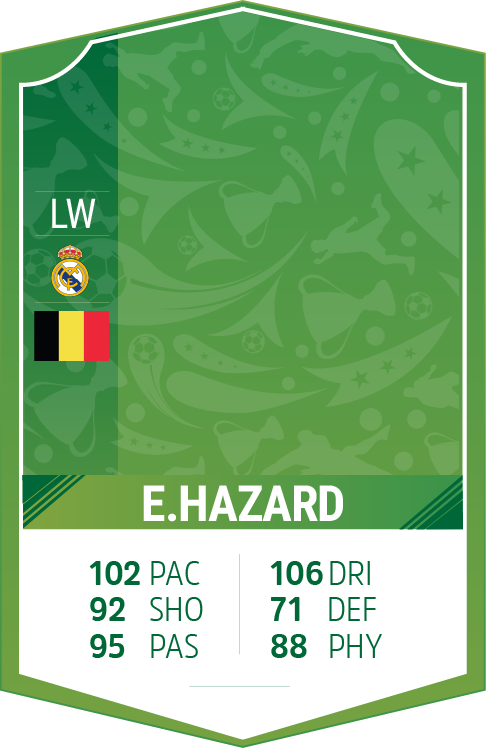 LW
E.HAZARD
102 PAC
92 SHO
95 PAS
106 DRI
71 DEF
88 PHY